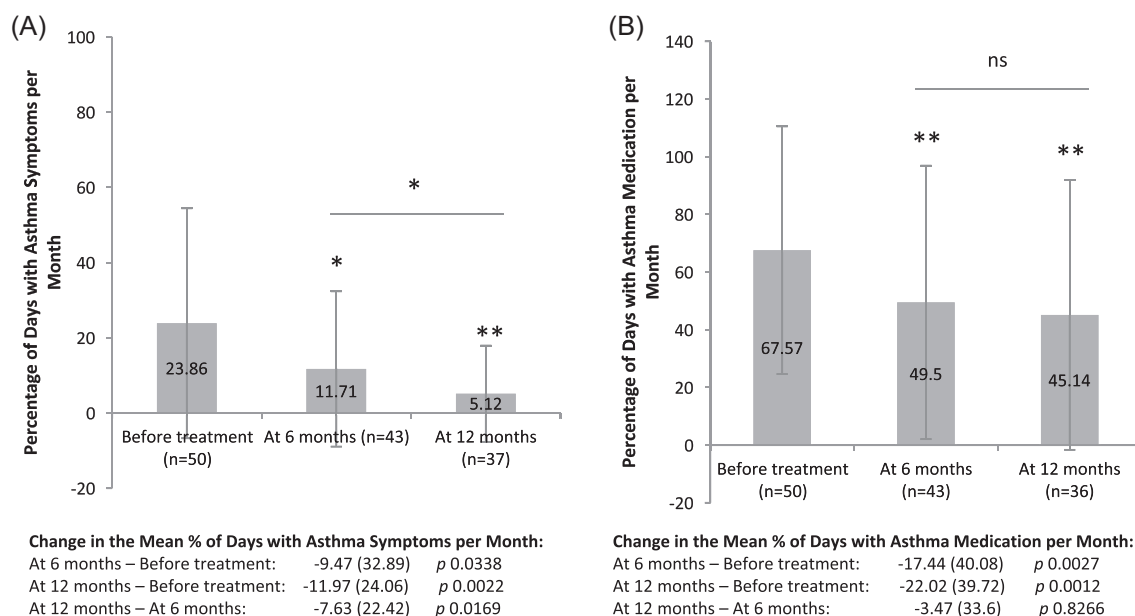 (A)
Percentage of Days with Asthma Symptoms per
Month
100
80
60
40
20
0
-20
*
*
**
23.86
11.71
5.12
Before treatment
(n=50)
At 6 months (n=43)
At 12 months
(n=37)
Change in the Mean % of Days with Asthma Symptoms per Month:
At 6 months – Before treatment: -9.47 (32.89) p 0.0338
At 12 months – Before treatment: -11.97 (24.06) p 0.0022
At 12 months – At 6 months: -7.63 (22.42) p 0.0169
(B)
Percentage of Days with Asthma Medication per
Month
140
120
100
80
60
40
20
0
-20
ns
**
**
67.57
49.5
45.14
Before treatment
(n=50)
At 6 months
(n=43)
At 12 months
(n=36)
Change in the Mean % of Days with Asthma Medication per Month:
At 6 months – Before treatment: -17.44 (40.08) p 0.0027
At 12 months – Before treatment: -22.02 (39.72) p 0.0012
At 12 months – At 6 months: -3.47 (33.6) p 0.8266